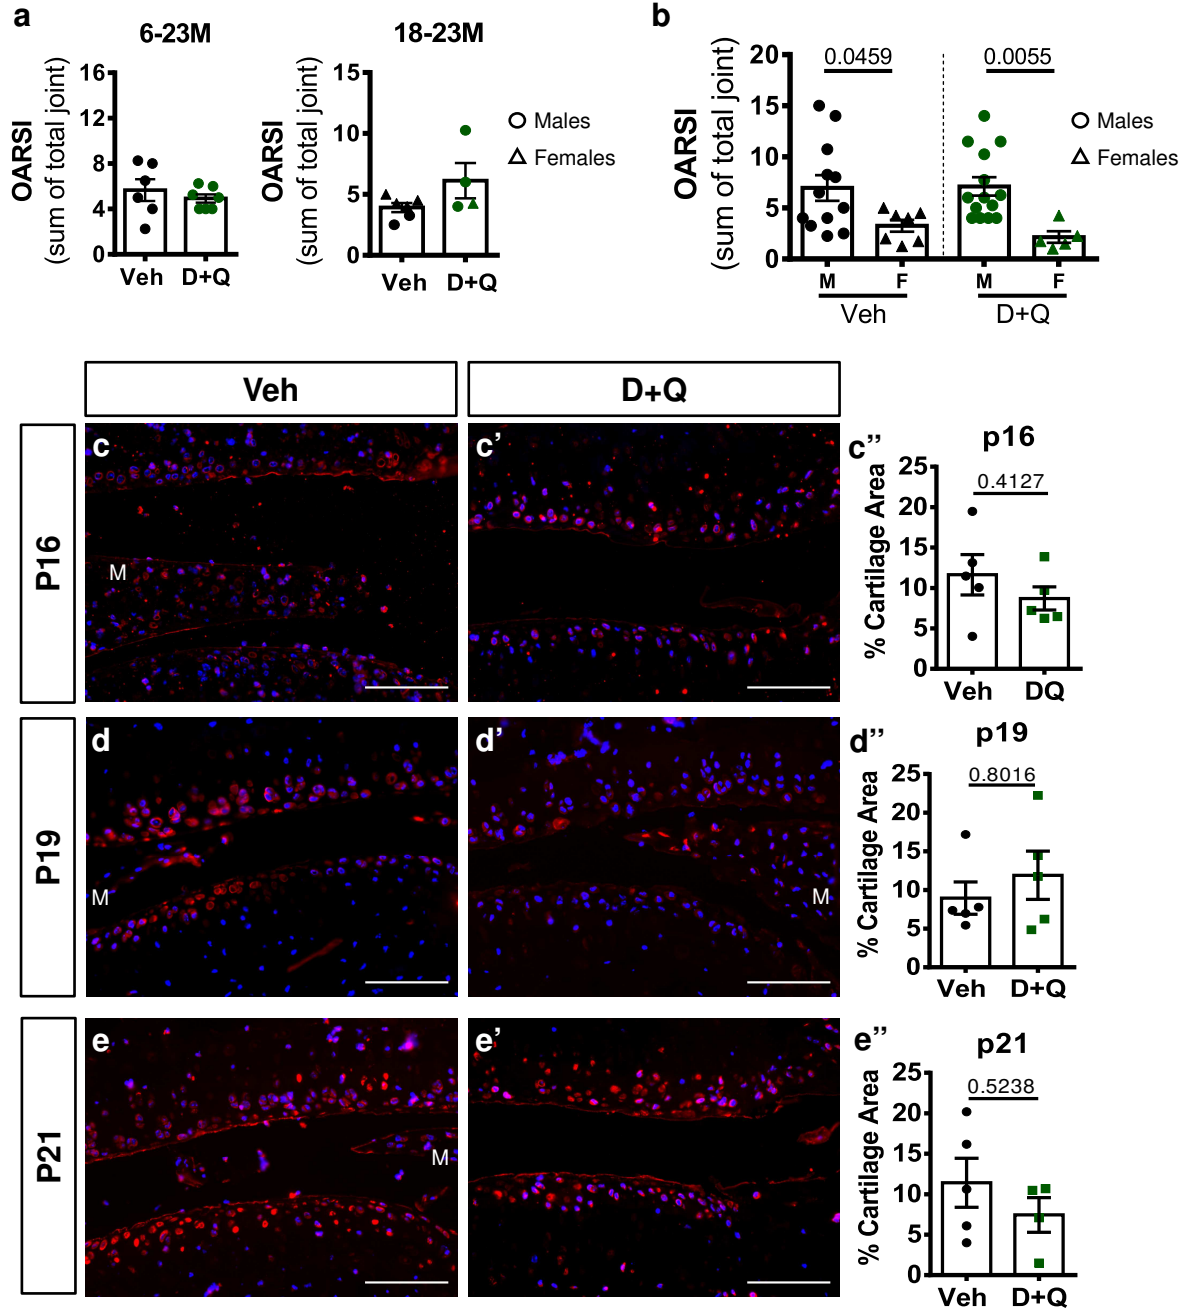 a
6-23M
OARSI
(sum of total joint)
16
12
8
4
0
Veh
D+Q
18-23M
OARSI
(sum of total joint)
15
10
5
0
Veh
D+Q
Males
Females
b
OARSI
(sum of total joint)
20
15
10
5
0
0.0459
0.0055
M
F
M
F
Veh
D+Q
Males
Females
Veh
D+Q
P16
c
M
c’
c’’
p16
% Cartilage Area
25
20
15
10
5
0
0.4127
Veh
DQ
P19
d
M
d’
M
d’’
p19
% Cartilage Area
25
20
15
10
5
0
0.8016
Veh
D+Q
P21
e
M
e’
e’’
p21
% Cartilage Area
25
20
15
10
5
0
0.5238
Veh
D+Q